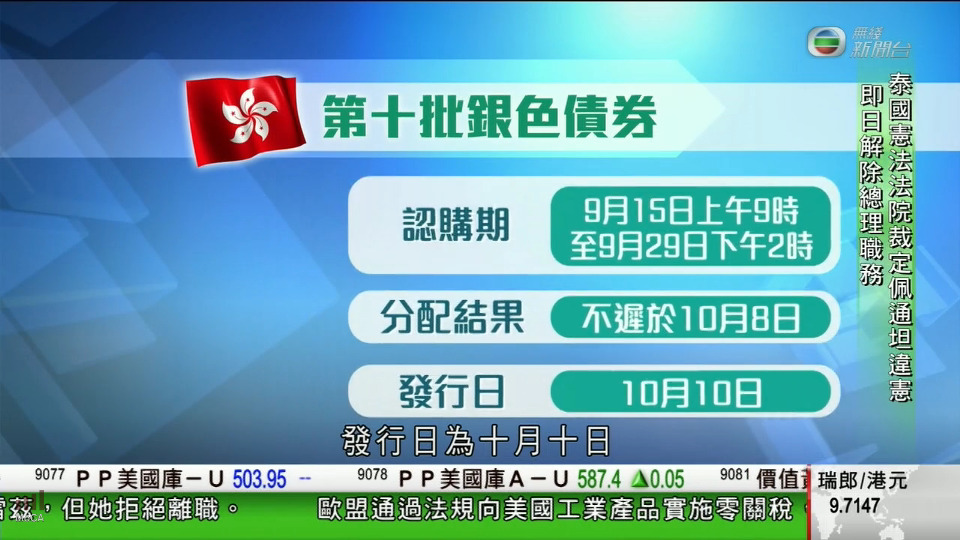 無綫
新聞台
第十批銀色債券
認購期
9月15日上午9時
至9月29日下午2時
分配結果
不遲於10月8日
發行日
10月10日
發行日為十月十日
泰國憲法法院裁定佩通坦違憲
即日解除總理職務
9077 PP美國庫－U 503.95 --
9078 PP美國庫A－U 587.4 ▲0.05
9081 價值
瑞郎/港元
9.7147
茲，但她拒絕離職。
歐盟通過法規向美國工業產品實施零關稅